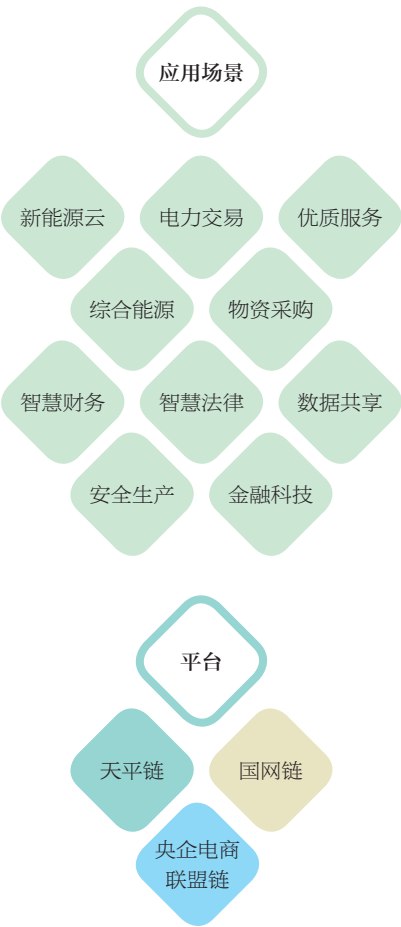 应用场景
新能源云
电力交易
优质服务
综合能源
物资采购
智慧财务
智慧法律
数据共享
安全生产
金融科技
平台
天平链
国网链
央企电商
联盟链